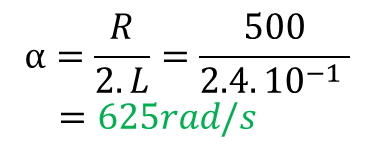 α = R / 2. L = 500 / 2.4. 10⁻¹
= 625rad/s